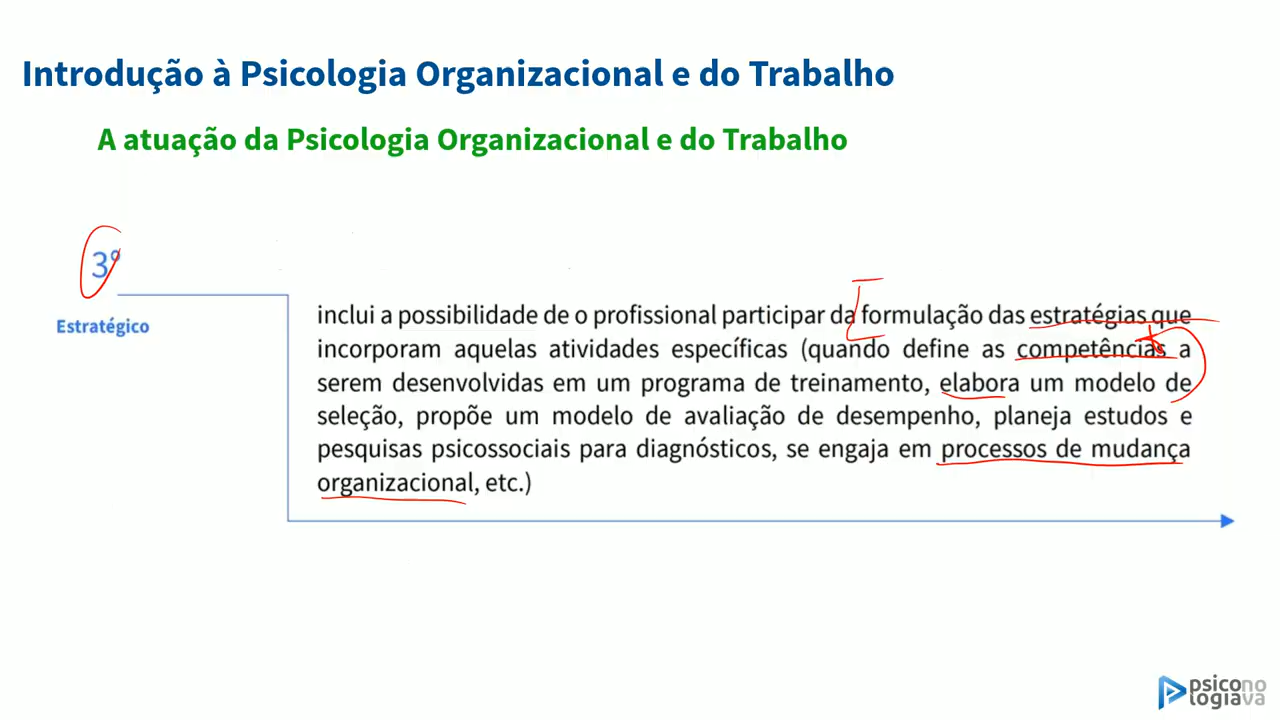 Introdução à Psicologia Organizacional e do Trabalho
A atuação da Psicologia Organizacional e do Trabalho
3º
Estratégico
inclui a possibilidade de o profissional participar da formulação das estratégias que
incorporam aquelas atividades específicas (quando define as competências a
serem desenvolvidas em um programa de treinamento, elabora um modelo de
seleção, propõe um modelo de avaliação de desempenho, planeja estudos e
pesquisas psicossociais para diagnósticos, se engaja em processos de mudança
organizacional, etc.)
psicono
logiava